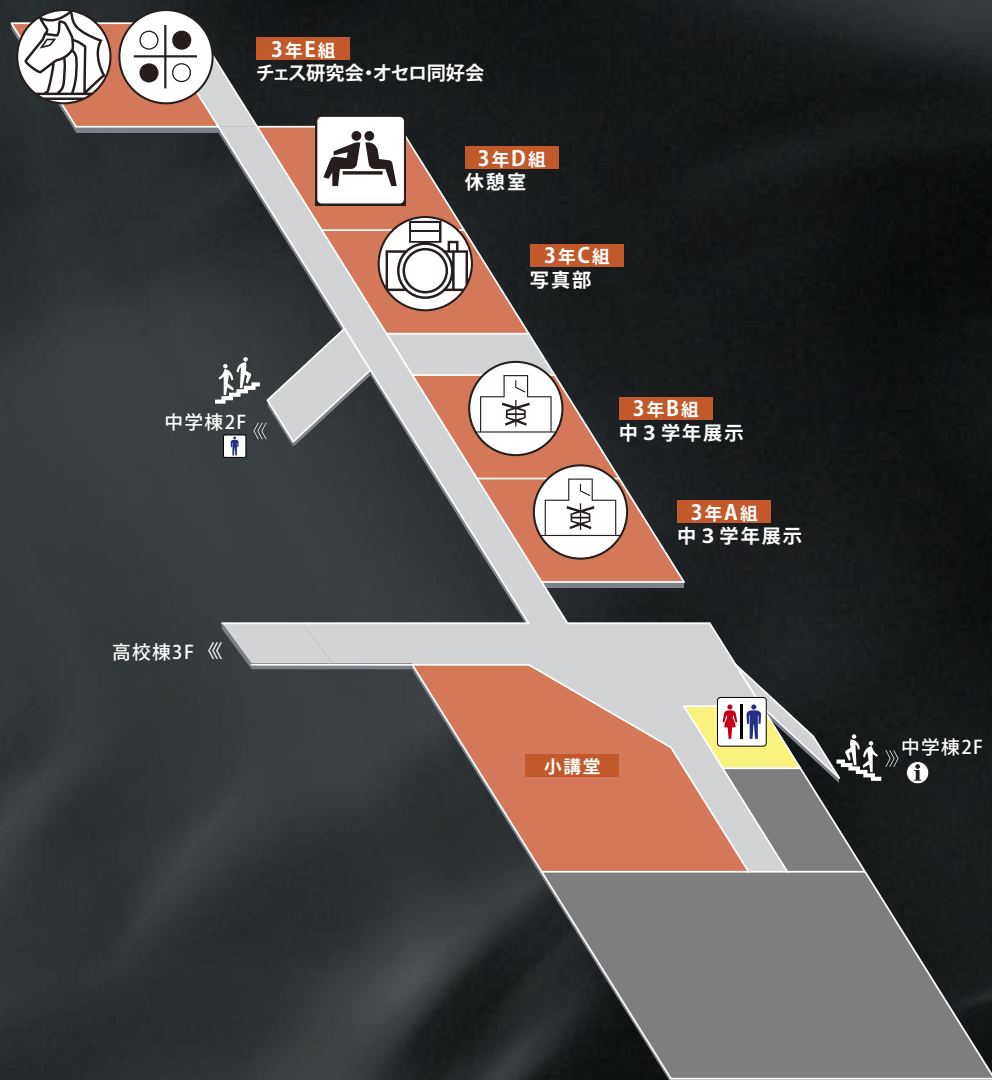 3年E組
チェス研究会・オセロ同好会
3年D組
休憩室
3年C組
写真部
中学棟2F
3年B組
中3学年展示
3年A組
中3学年展示
高校棟3F
小講堂
中学棟2F
i